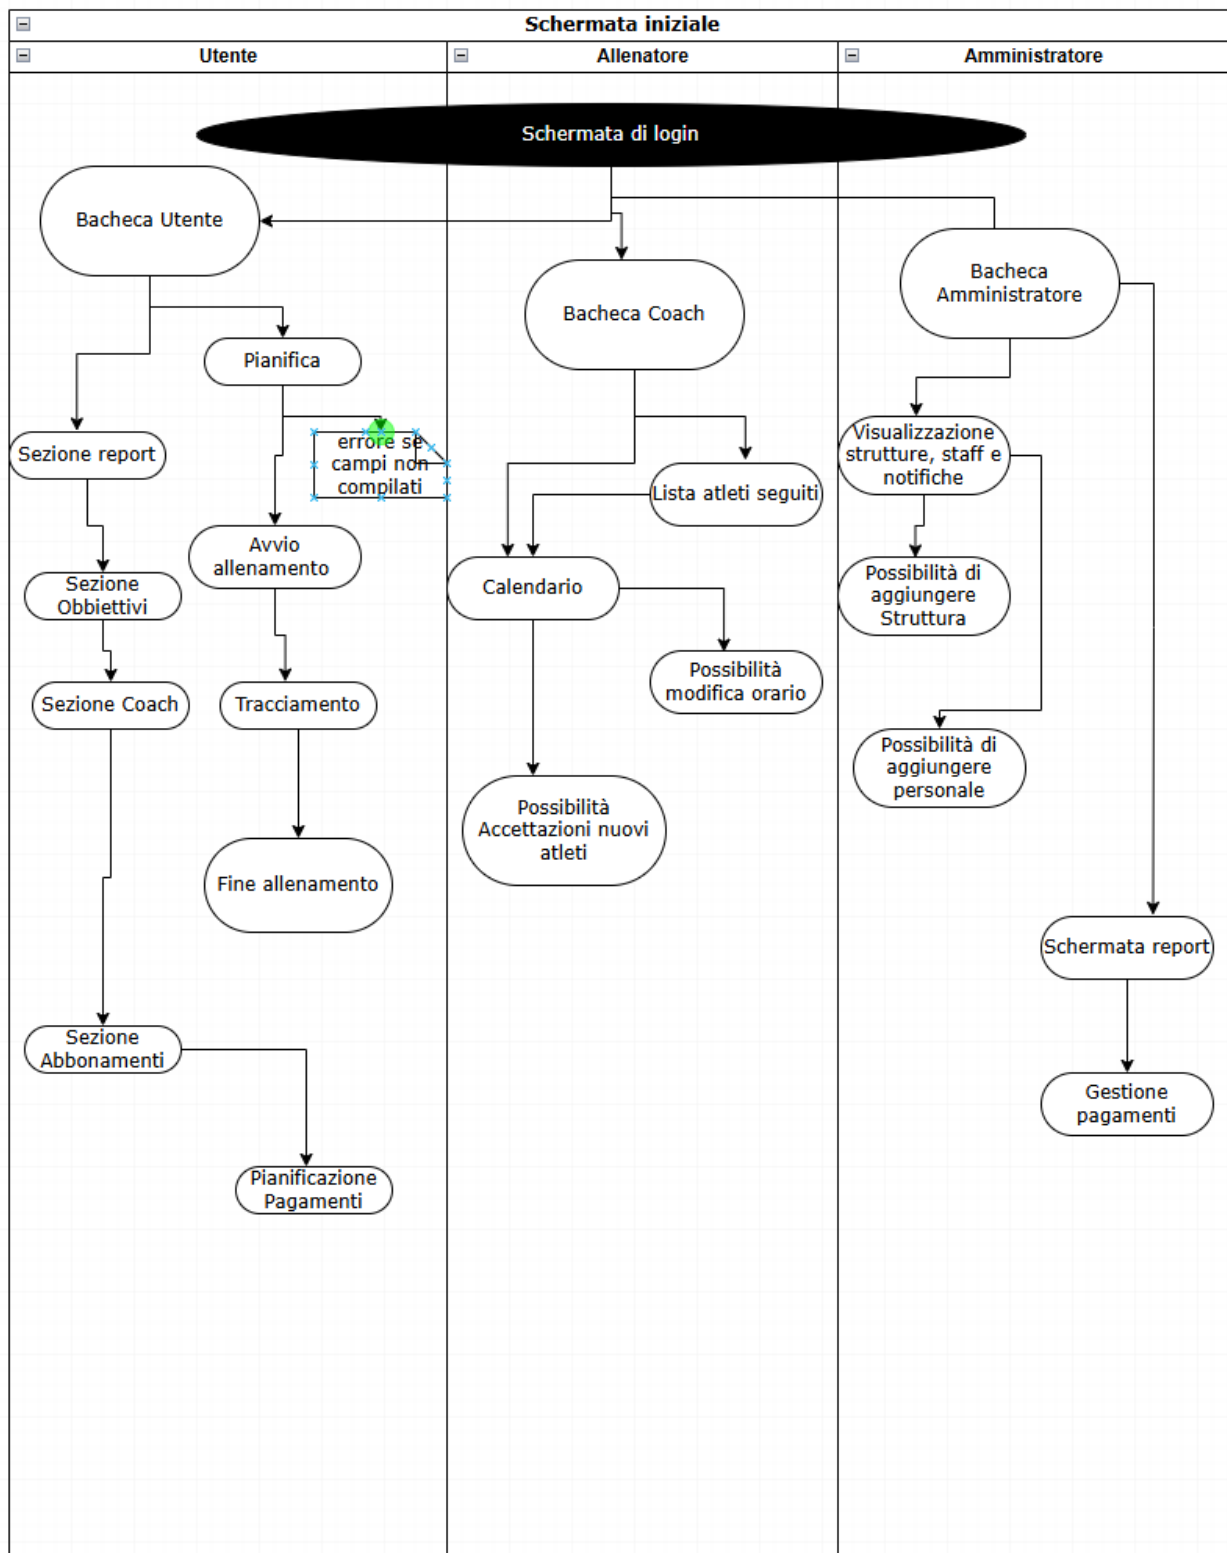 Schermata iniziale
Utente
Allenatore
Amministratore
Schermata di login
Bacheca Utente
Pianifica
errore se
campi non
compilati
Sezione report
Avvio
allenamento
Sezione
Obbiettivi
Sezione Coach
Tracciamento
Fine allenamento
Sezione
Abbonamenti
Pianificazione
Pagamenti
Bacheca Coach
Lista atleti seguiti
Calendario
Possibilità
modifica orario
Possibilità
Accettazioni nuovi
atleti
Bacheca
Amministratore
Visualizzazione
strutture, staff e
notifiche
Possibilità di
aggiungere
Struttura
Possibilità di
aggiungere
personale
Schermata report
Gestione
pagamenti